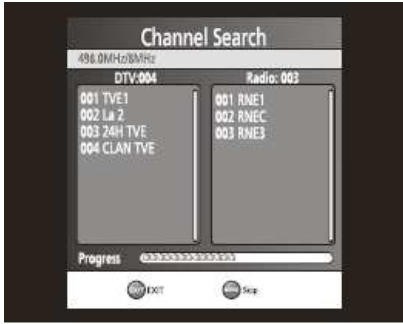 Channel Search
498.0MHz/8MHz
DTV:004
Radio: 003
001 TVE1
002 La 2
003 24H TVE
004 CLAN TVE
001 RNE1
002 RNEC
003 RNE3
Progress
EXIT
Skip